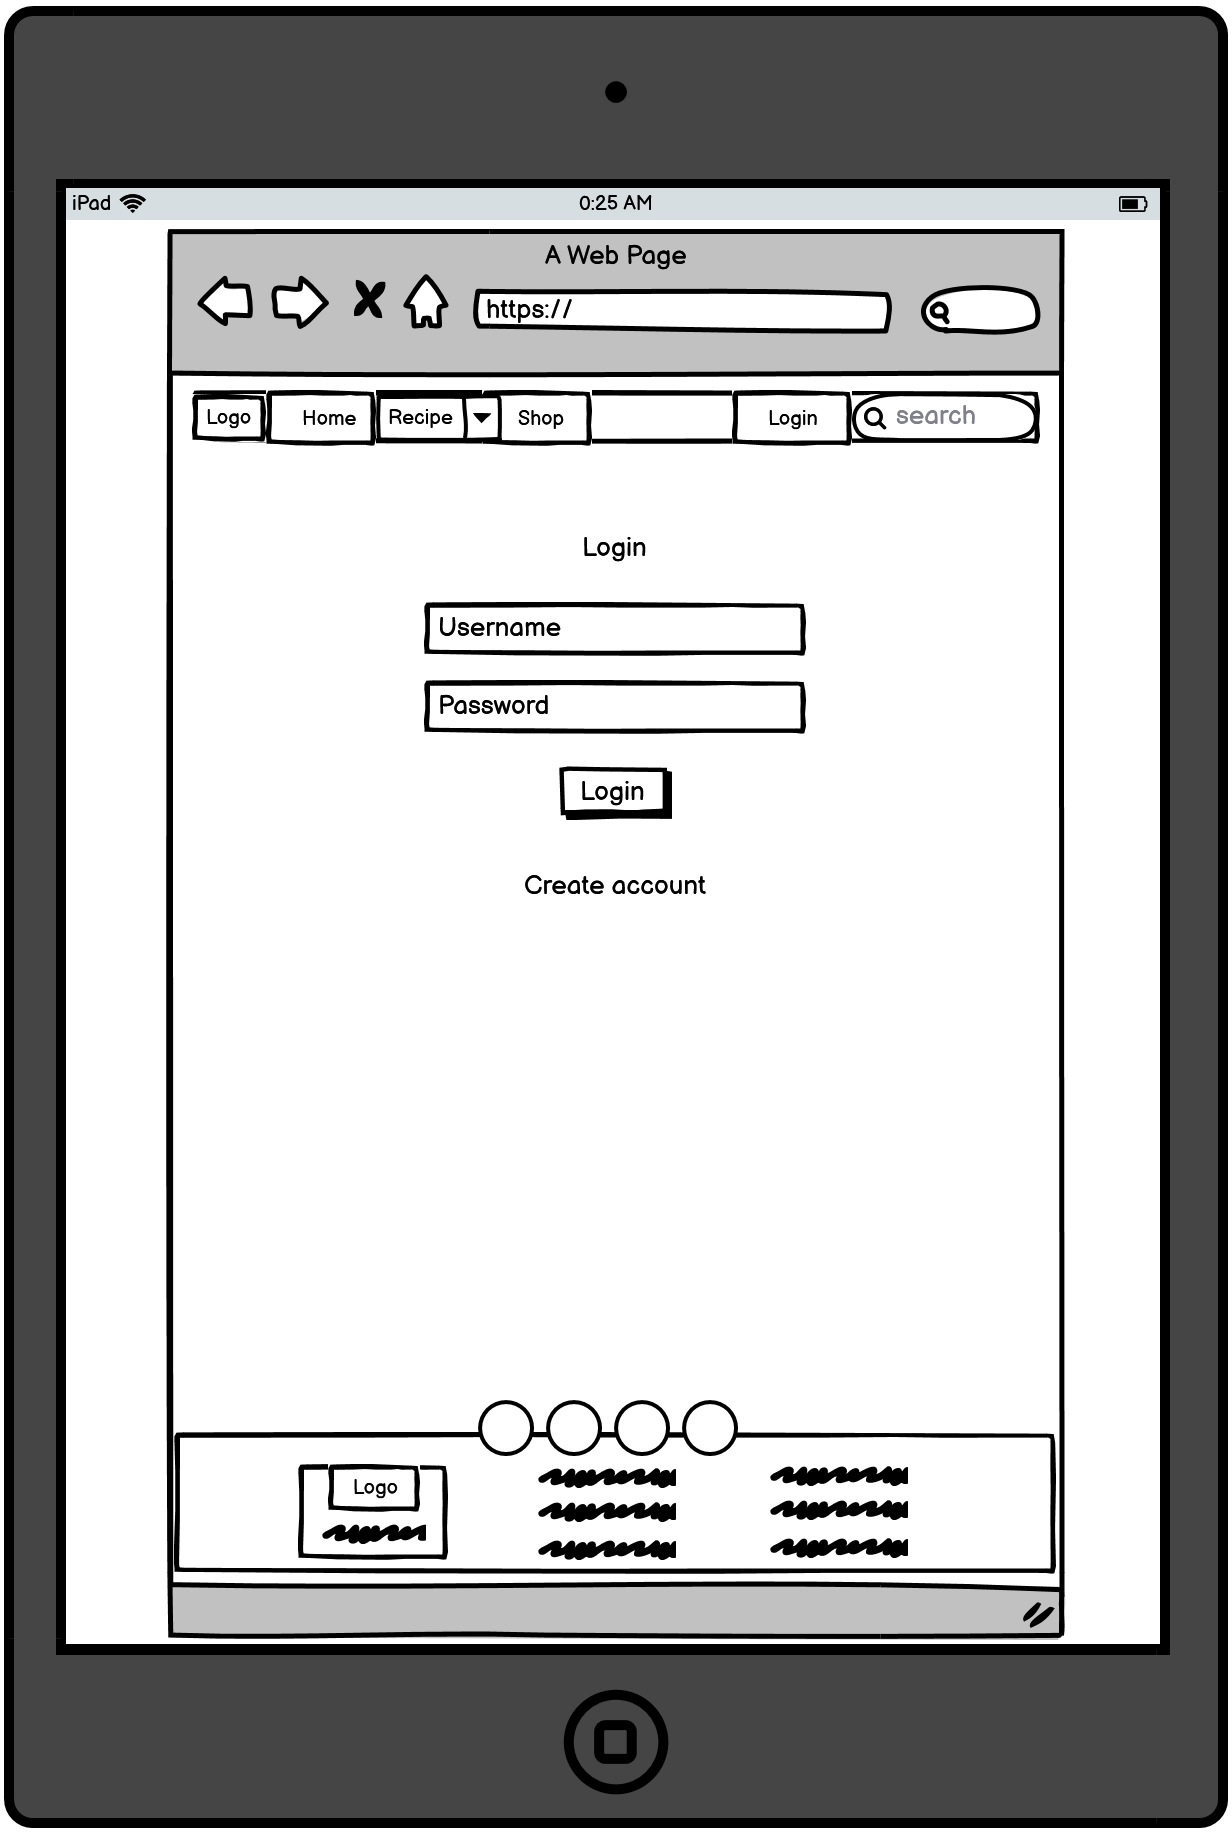 iPad 0:25 AM
A Web Page
https://
Logo Home Recipe Shop Login search
Login
Username
Password
Login
Create account
Logo